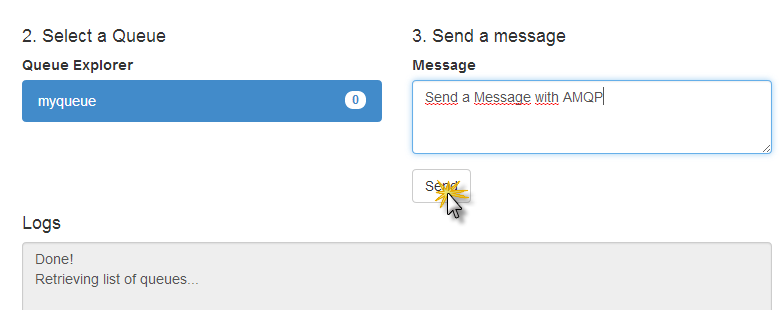 2. Select a Queue
Queue Explorer
myqueue 0
3. Send a message
Message
Send a Message with AMQP
Send
Logs
Done!
Retrieving list of queues...